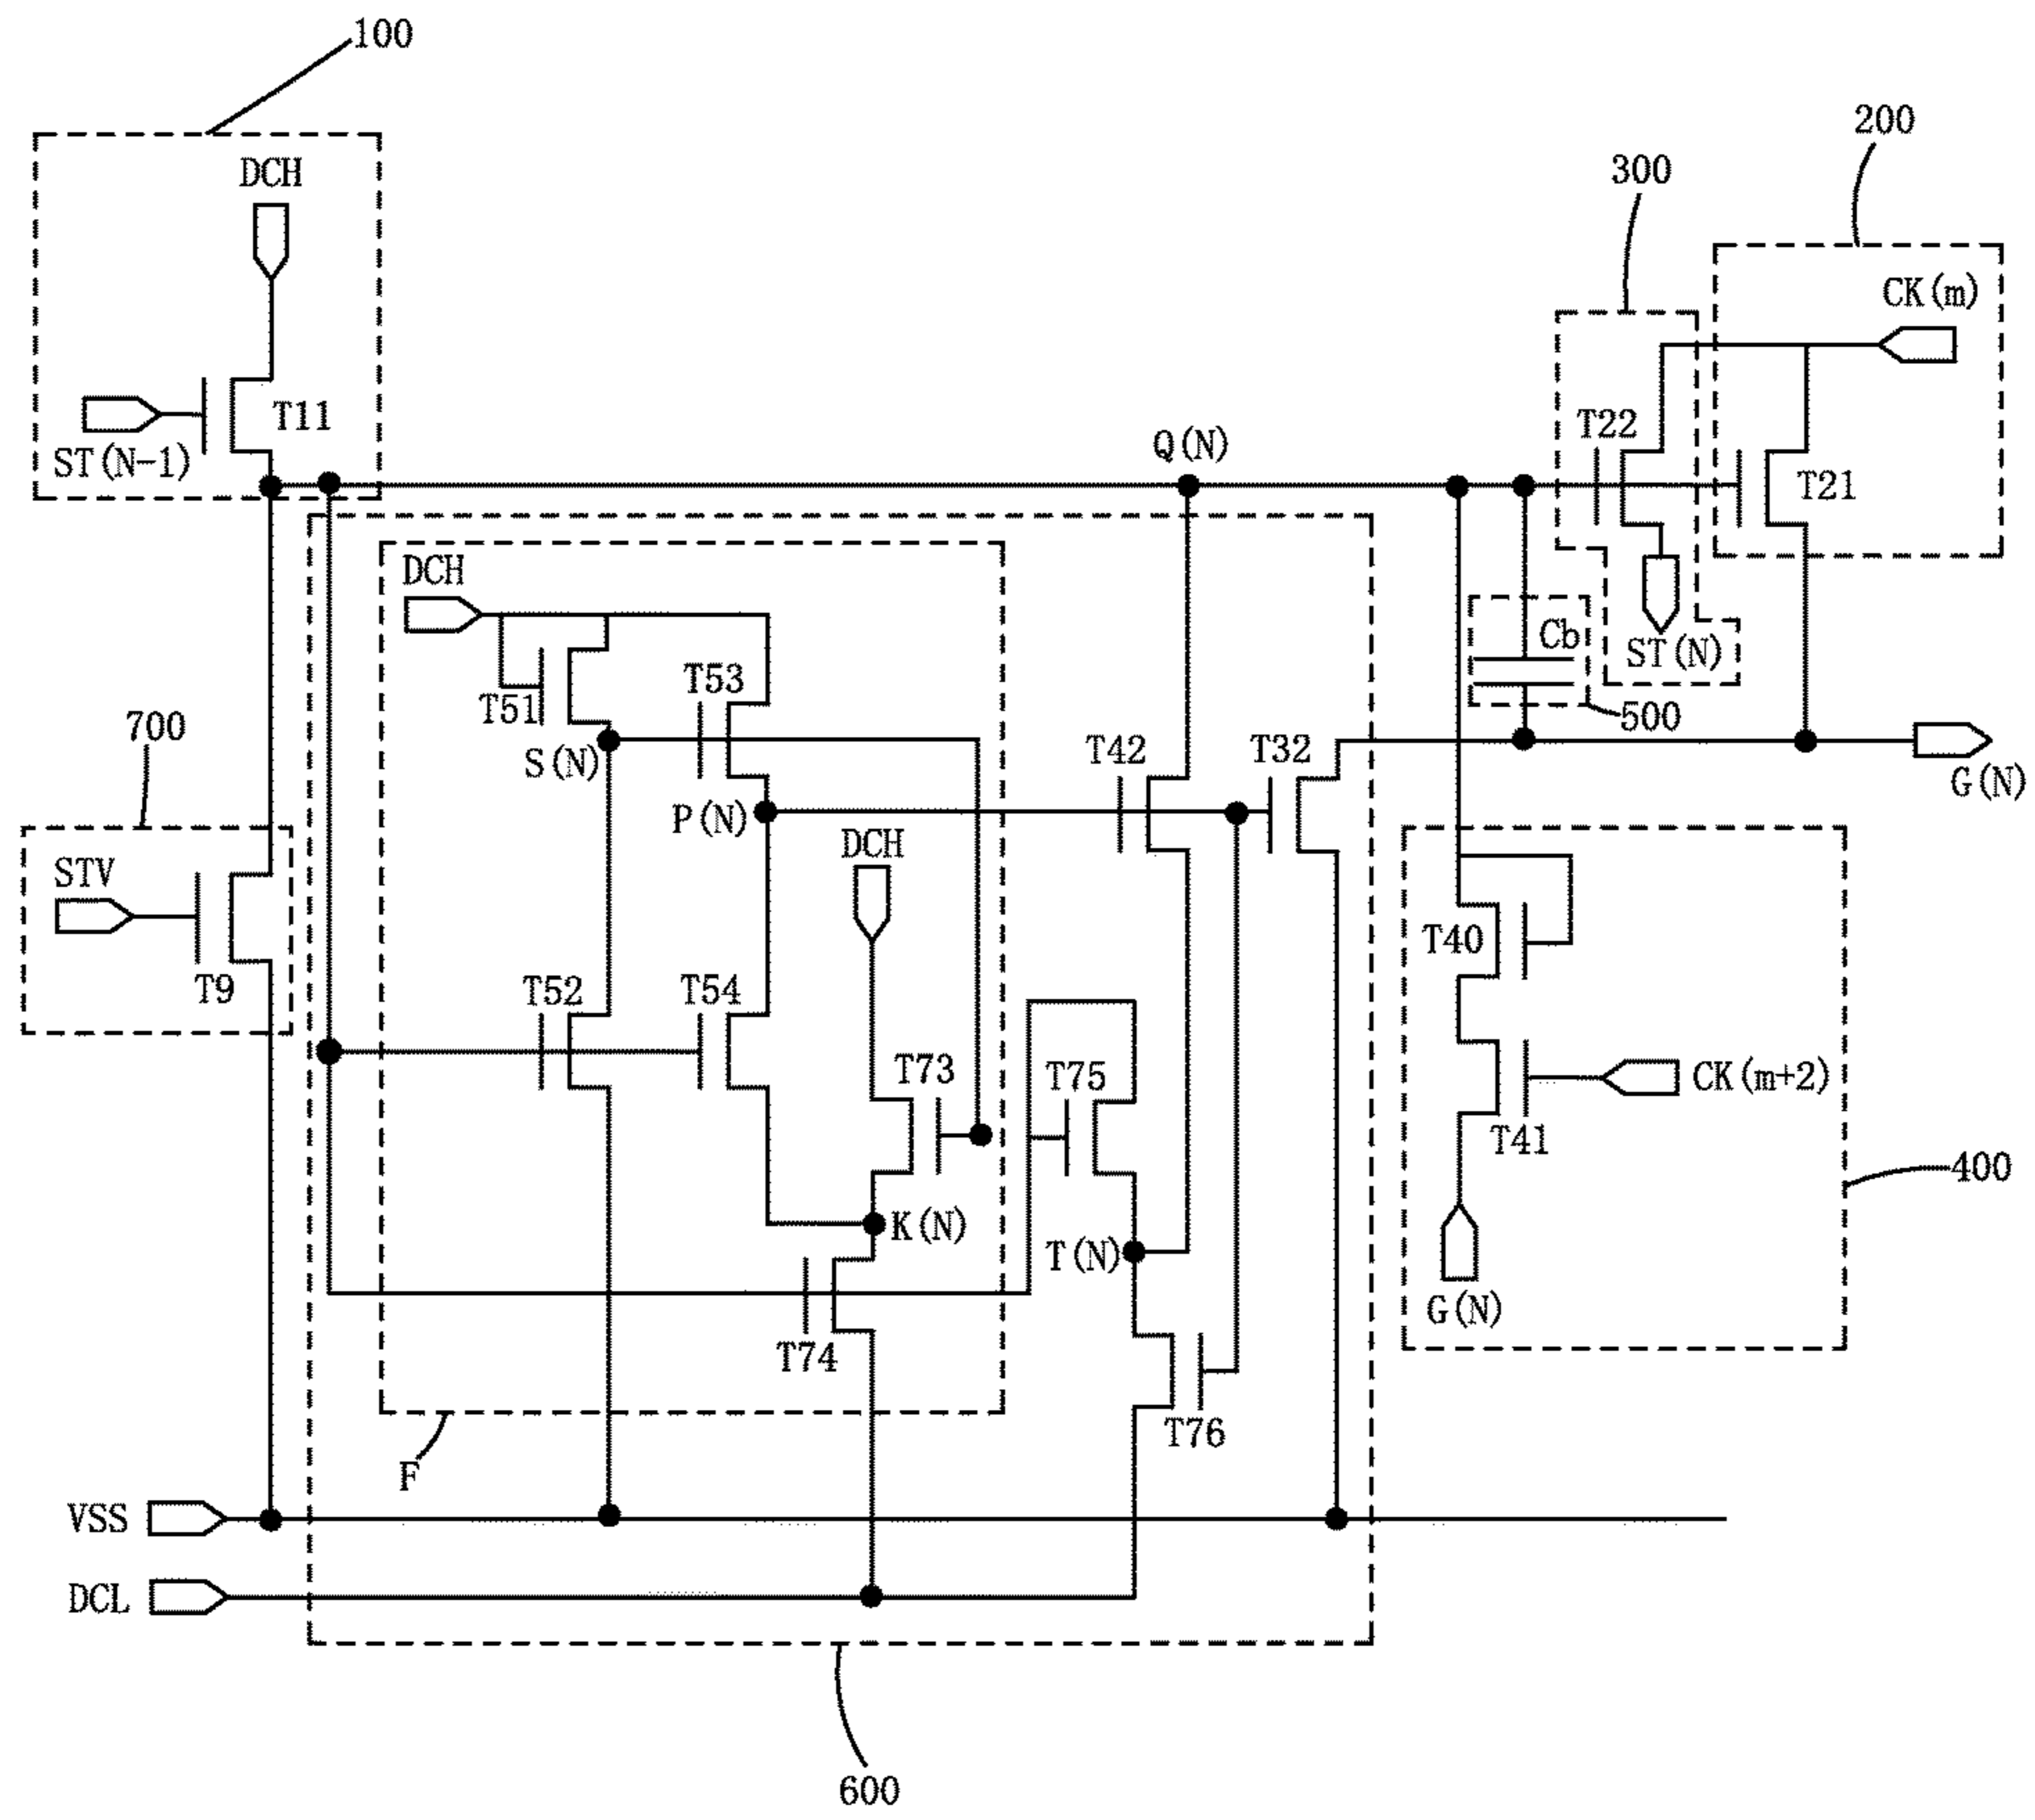 100
200
300
DCH
CK(m)
T11
ST(N-1)
Q(N)
T22
T21
DCH
Cb
ST(N)
T51
T53
500
700
S(N)
T42
T32
G(N)
P(N)
DCH
STV
T40
T9
T52
T54
T73
T75
CK(m+2)
T41
400
K(N)
T(N)
G(N)
T74
T76
F
VSS
DCL
600